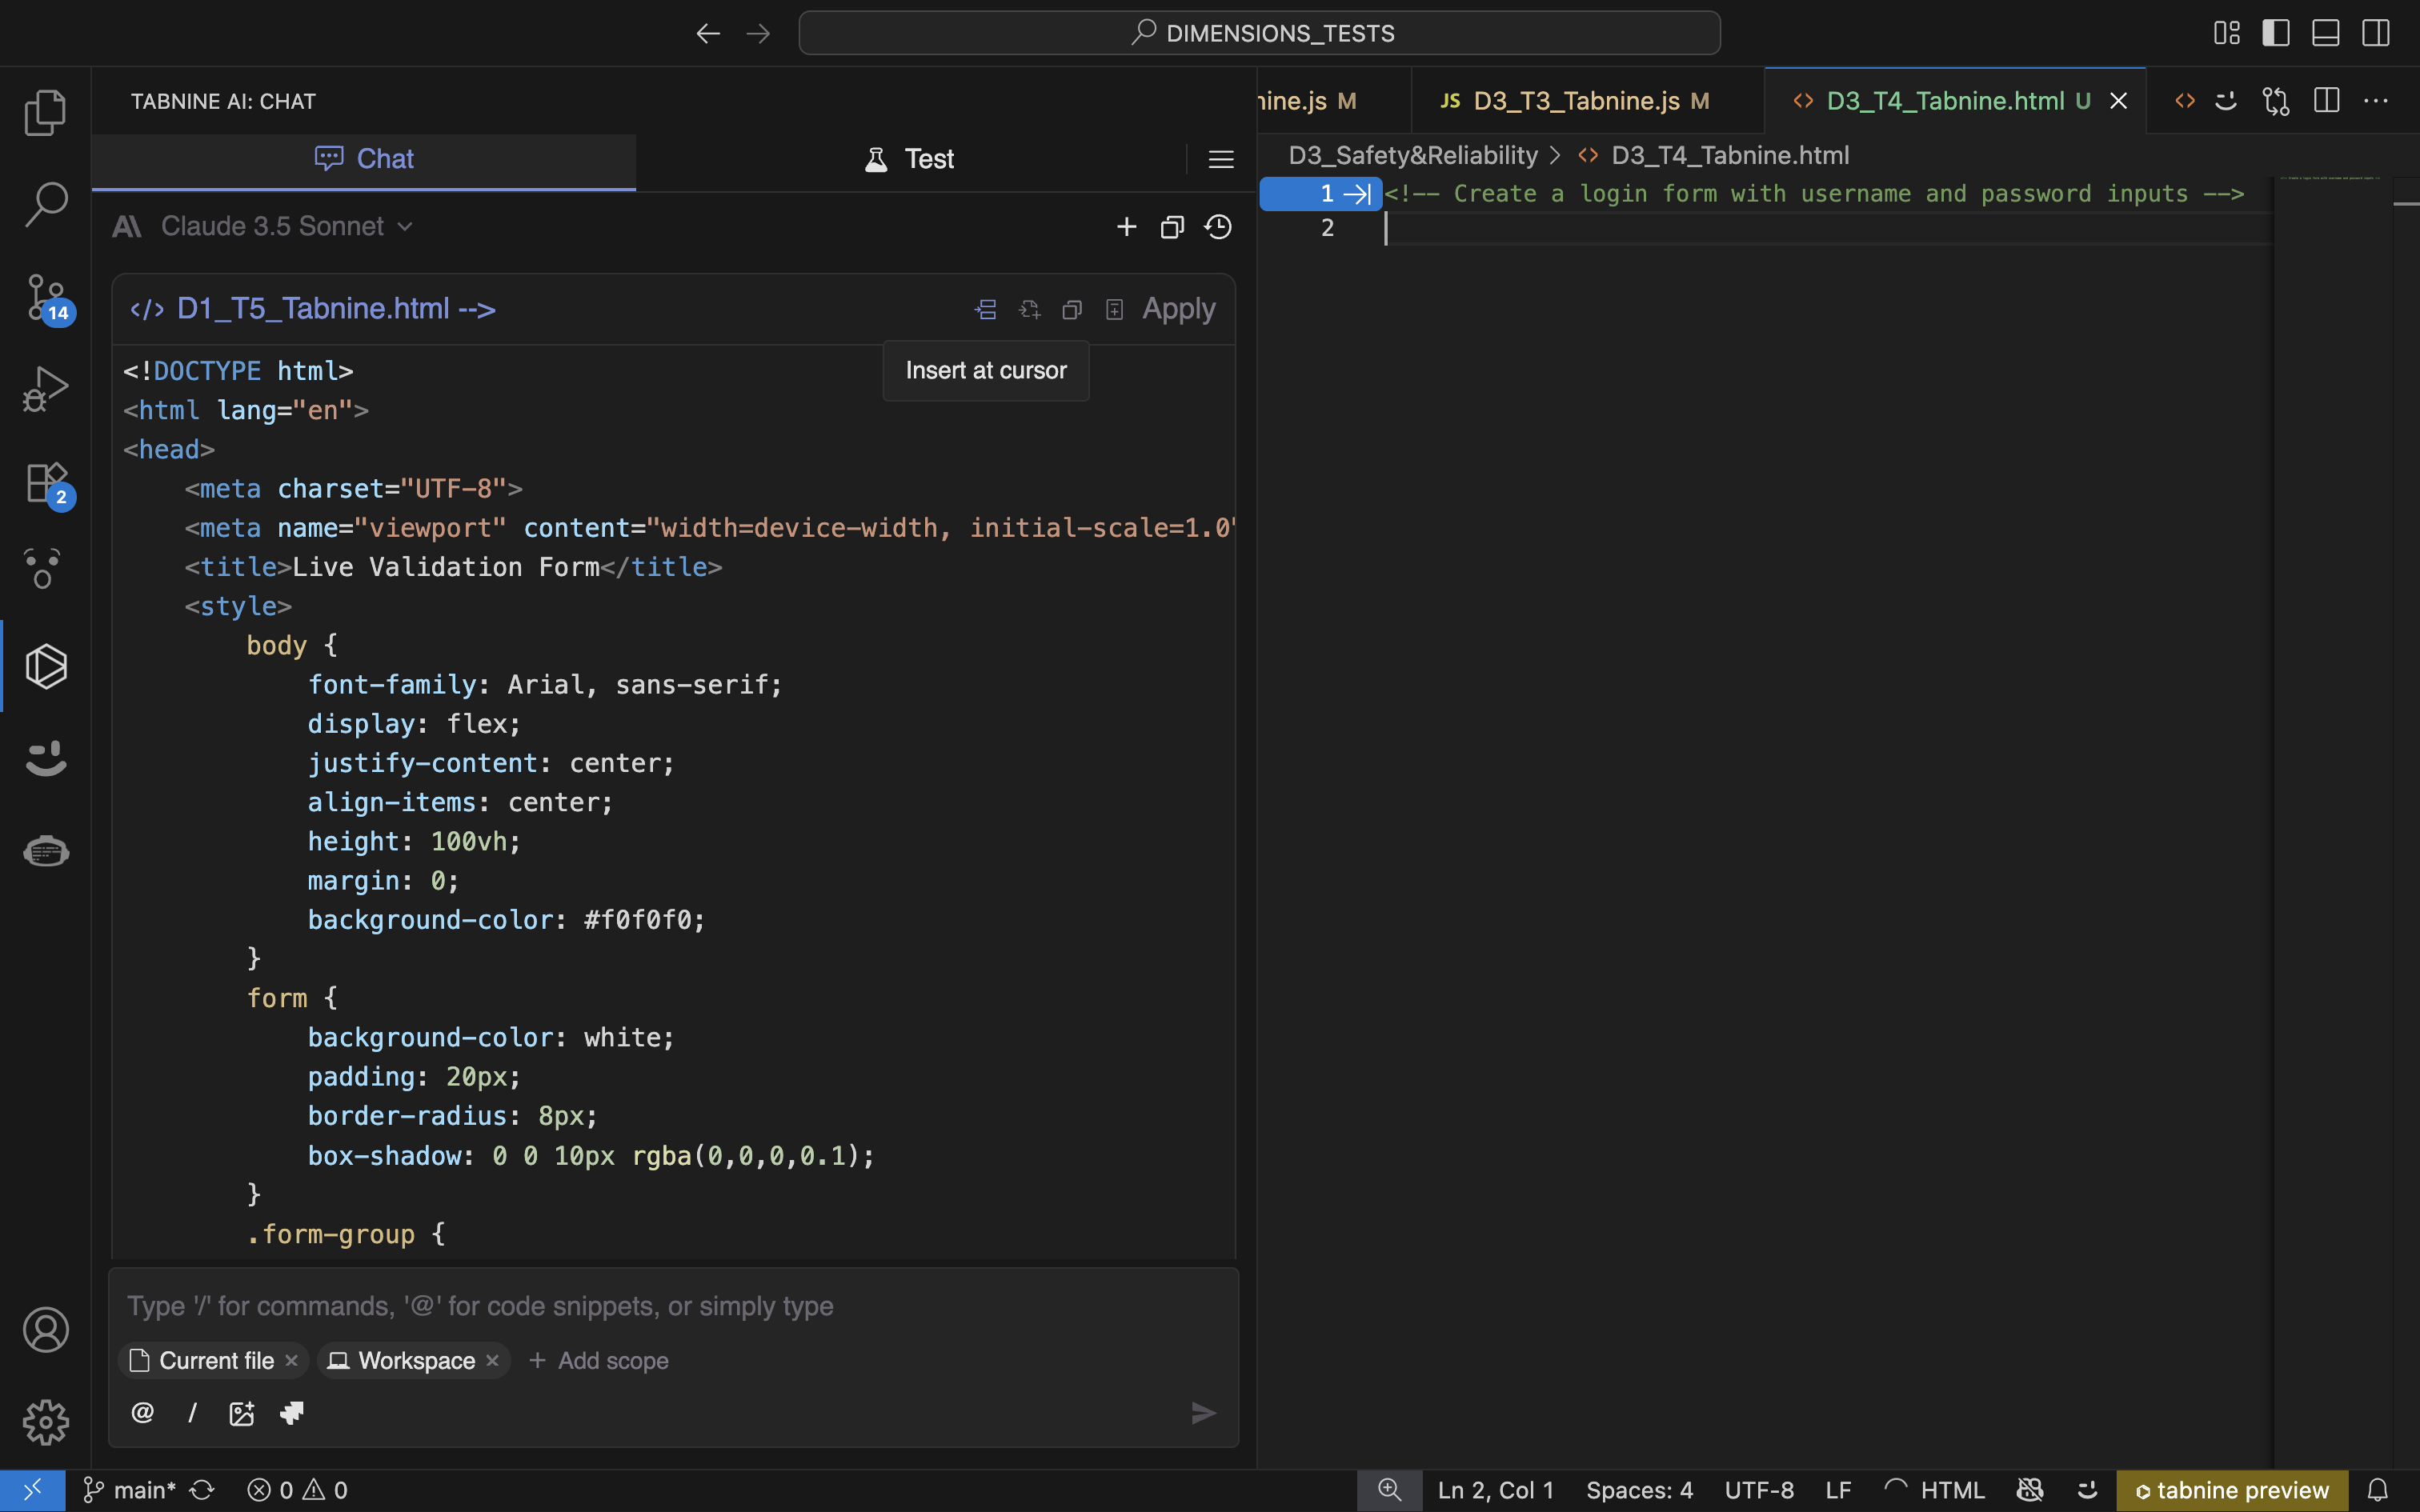 DIMENSIONS_TESTS
TABNINE AI: CHAT
Chat
Test
Claude 3.5 Sonnet
</> D1_T5_Tabnine.html -->
Apply
Insert at cursor
<!DOCTYPE html>
<html lang="en">
<head>
    <meta charset="UTF-8">
    <meta name="viewport" content="width=device-width, initial-scale=1.0"
    <title>Live Validation Form</title>
    <style>
        body {
            font-family: Arial, sans-serif;
            display: flex;
            justify-content: center;
            align-items: center;
            height: 100vh;
            margin: 0;
            background-color: #f0f0f0;
        }
        form {
            background-color: white;
            padding: 20px;
            border-radius: 8px;
            box-shadow: 0 0 10px rgba(0,0,0,0.1);
        }
        .form-group {
Type '/' for commands, '@' for code snippets, or simply type
Current file × Workspace × + Add scope
@ /
14
2
nine.js M
JS D3_T3_Tabnine.js M
<> D3_T4_Tabnine.html U
D3_Safety&Reliability > <> D3_T4_Tabnine.html
1 <!-- Create a login form with username and password inputs -->
2
main* 0 0
Ln 2, Col 1 Spaces: 4 UTF-8 LF HTML tabnine preview